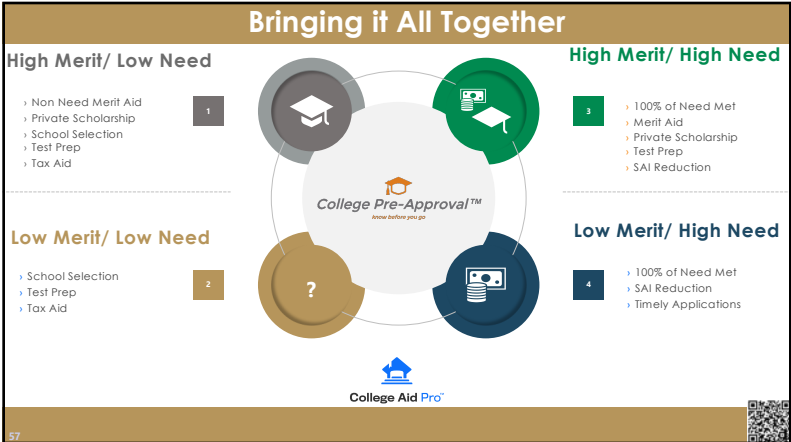 Bringing it All Together
High Merit/ Low Need
› Non Need Merit Aid
› Private Scholarship
› School Selection
› Test Prep
› Tax Aid
1
High Merit/ High Need
3
› 100% of Need Met
› Merit Aid
› Private Scholarship
› Test Prep
› SAI Reduction
College Pre-Approval™
know before you go
Low Merit/ Low Need
› School Selection
› Test Prep
› Tax Aid
2
?
Low Merit/ High Need
4
› 100% of Need Met
› SAI Reduction
› Timely Applications
College Aid Pro™
57